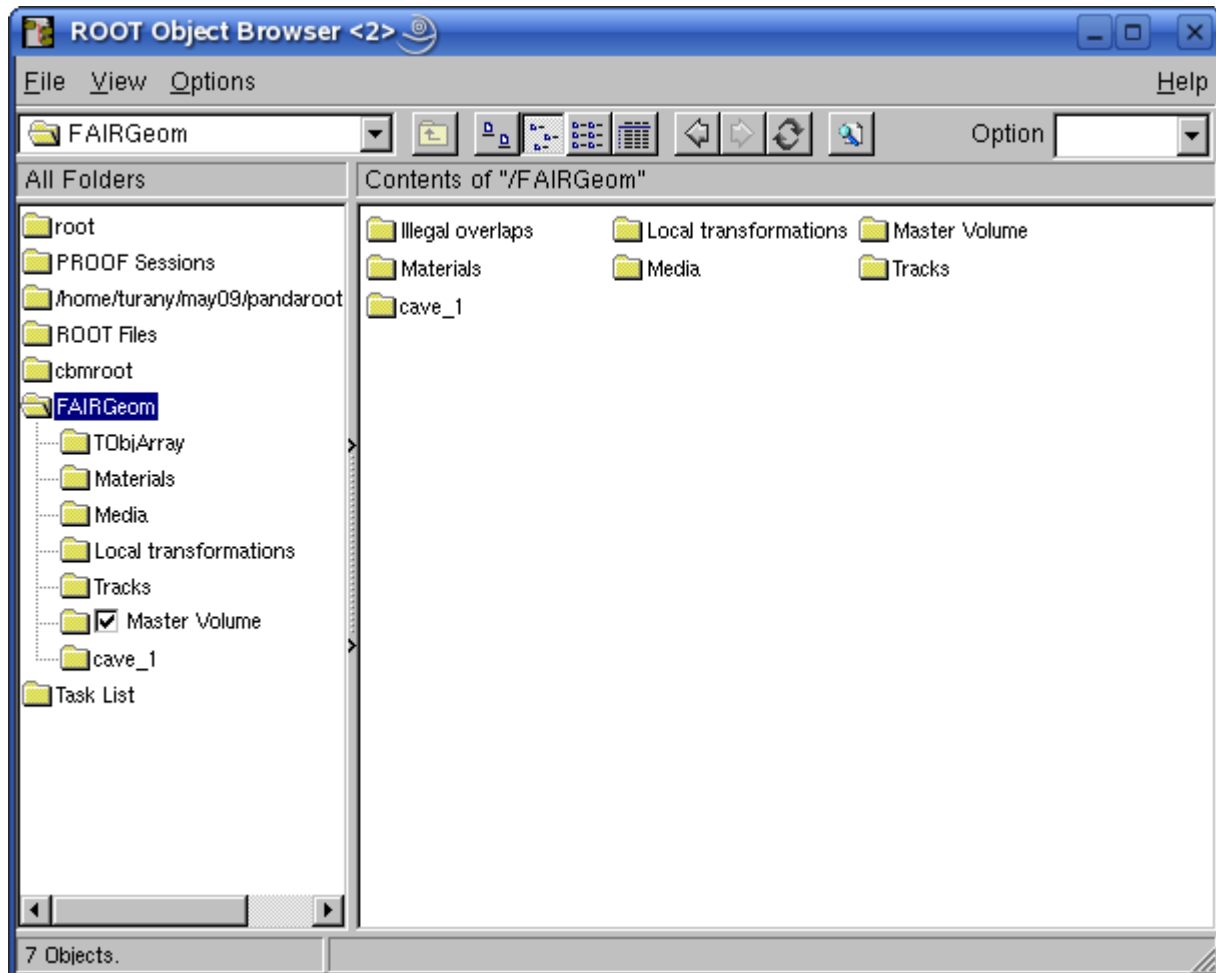 ROOT Object Browser <2>
File View Options Help
FAIRGeom Option
All Folders
Contents of "/FAIRGeom"
root
PROOF Sessions
/home/turany/may09/pandaroot
ROOT Files
cbmroot
FAIRGeom
TObjArray
Materials
Media
Local transformations
Tracks
Master Volume
cave_1
Task List
Illegal overlaps Local transformations Master Volume
Materials Media Tracks
cave_1
7 Objects.